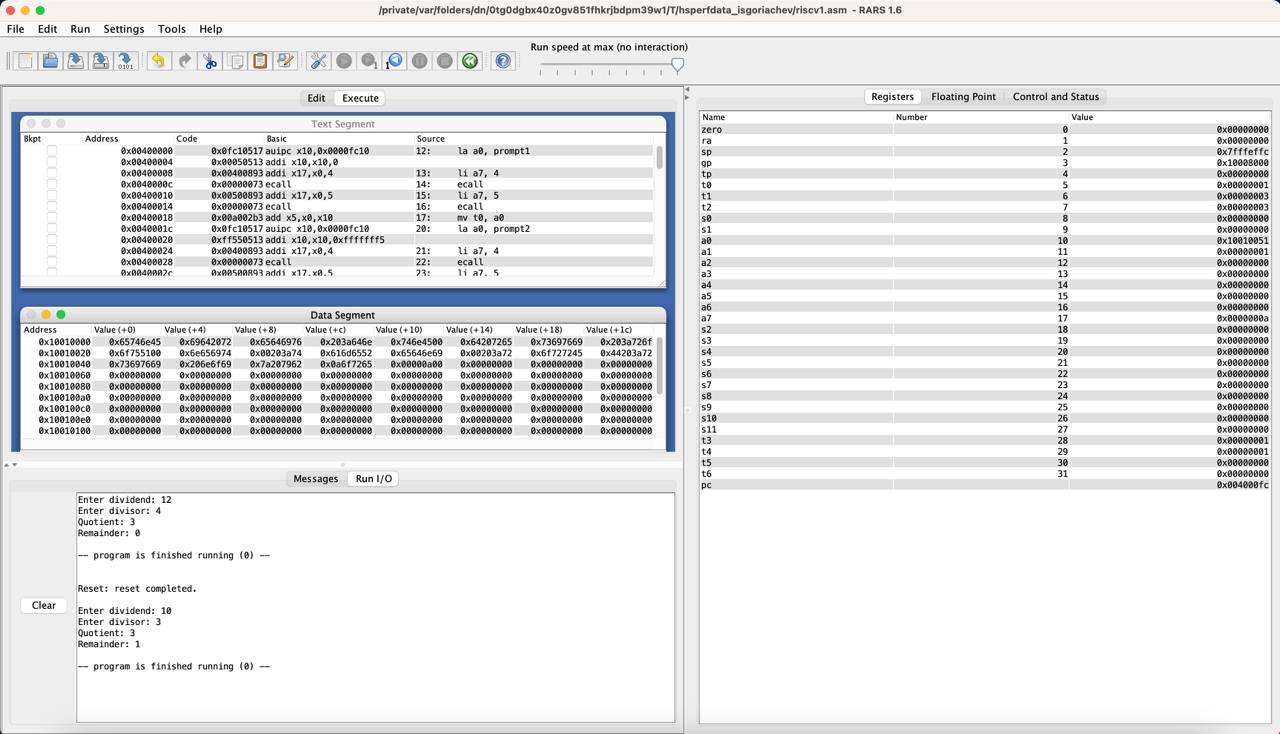 /private/var/folders/dn/0tg0dgbx40z0gv851fhkrjbdpm39w1/T/hsperfdata_isgoriachev/riscv1.asm - RARS 1.6
File Edit Run Settings Tools Help
Run speed at max (no interaction)
Edit Execute
Text Segment
Bkpt Address Code Basic Source
0x00400000 0x0fc10517 auipc x10,0x0000fc10 12: la a0, prompt1
0x00400004 0x00050513 addi x10,x10,0
0x00400008 0x00400893 addi x17,x0,4 13: li a7, 4
0x0040000c 0x00000073 ecall 14: ecall
0x00400010 0x00500893 addi x17,x0,5 15: li a7, 5
0x00400014 0x00000073 ecall 16: ecall
0x00400018 0x00a002b3 add x5,x0,x10 17: mv t0, a0
0x0040001c 0x0fc10517 auipc x10,0x0000fc10 20: la a0, prompt2
0x00400020 0xff550513 addi x10,x10,0xfffffff5
0x00400024 0x00400893 addi x17,x0,4 21: li a7, 4
0x00400028 0x00000073 ecall 22: ecall
0x0040002c 0x00500893 addi x17,x0,5 23: li a7, 5
Data Segment
Address Value (+0) Value (+4) Value (+8) Value (+c) Value (+10) Value (+14) Value (+18) Value (+1c)
0x10010000 0x65746e45 0x69642072 0x65646976 0x203a646e 0x746e4500 0x64207265 0x73697669 0x203a726f
0x10010020 0x6f755100 0x6e656974 0x00203a74 0x616d6552 0x65646e69 0x00203a72 0x6f727245 0x44203a72
0x10010040 0x73697669 0x206e6f69 0x7a207962 0x0a6f7265 0x00000a00 0x00000000 0x00000000 0x00000000
0x10010060 0x00000000 0x00000000 0x00000000 0x00000000 0x00000000 0x00000000 0x00000000 0x00000000
0x10010080 0x00000000 0x00000000 0x00000000 0x00000000 0x00000000 0x00000000 0x00000000 0x00000000
0x100100a0 0x00000000 0x00000000 0x00000000 0x00000000 0x00000000 0x00000000 0x00000000 0x00000000
0x100100c0 0x00000000 0x00000000 0x00000000 0x00000000 0x00000000 0x00000000 0x00000000 0x00000000
0x100100e0 0x00000000 0x00000000 0x00000000 0x00000000 0x00000000 0x00000000 0x00000000 0x00000000
0x10010100 0x00000000 0x00000000 0x00000000 0x00000000 0x00000000 0x00000000 0x00000000 0x00000000
Messages Run I/O
Clear
Enter dividend: 12
Enter divisor: 4
Quotient: 3
Remainder: 0
-- program is finished running (0) --
Reset: reset completed.
Enter dividend: 10
Enter divisor: 3
Quotient: 3
Remainder: 1
-- program is finished running (0) --
Registers Floating Point Control and Status
Name Number Value
zero 0 0x00000000
ra 1 0x00000000
sp 2 0x7fffeffc
gp 3 0x10008000
tp 4 0x00000000
t0 5 0x00000001
t1 6 0x00000003
t2 7 0x00000003
s0 8 0x00000000
s1 9 0x00000000
a0 10 0x10010051
a1 11 0x00000001
a2 12 0x00000000
a3 13 0x00000000
a4 14 0x00000000
a5 15 0x00000000
a6 16 0x00000000
a7 17 0x0000000a
s2 18 0x00000000
s3 19 0x00000000
s4 20 0x00000000
s5 21 0x00000000
s6 22 0x00000000
s7 23 0x00000000
s8 24 0x00000000
s9 25 0x00000000
s10 26 0x00000000
s11 27 0x00000000
t3 28 0x00000001
t4 29 0x00000001
t5 30 0x00000000
t6 31 0x00000000
pc 0x004000fc